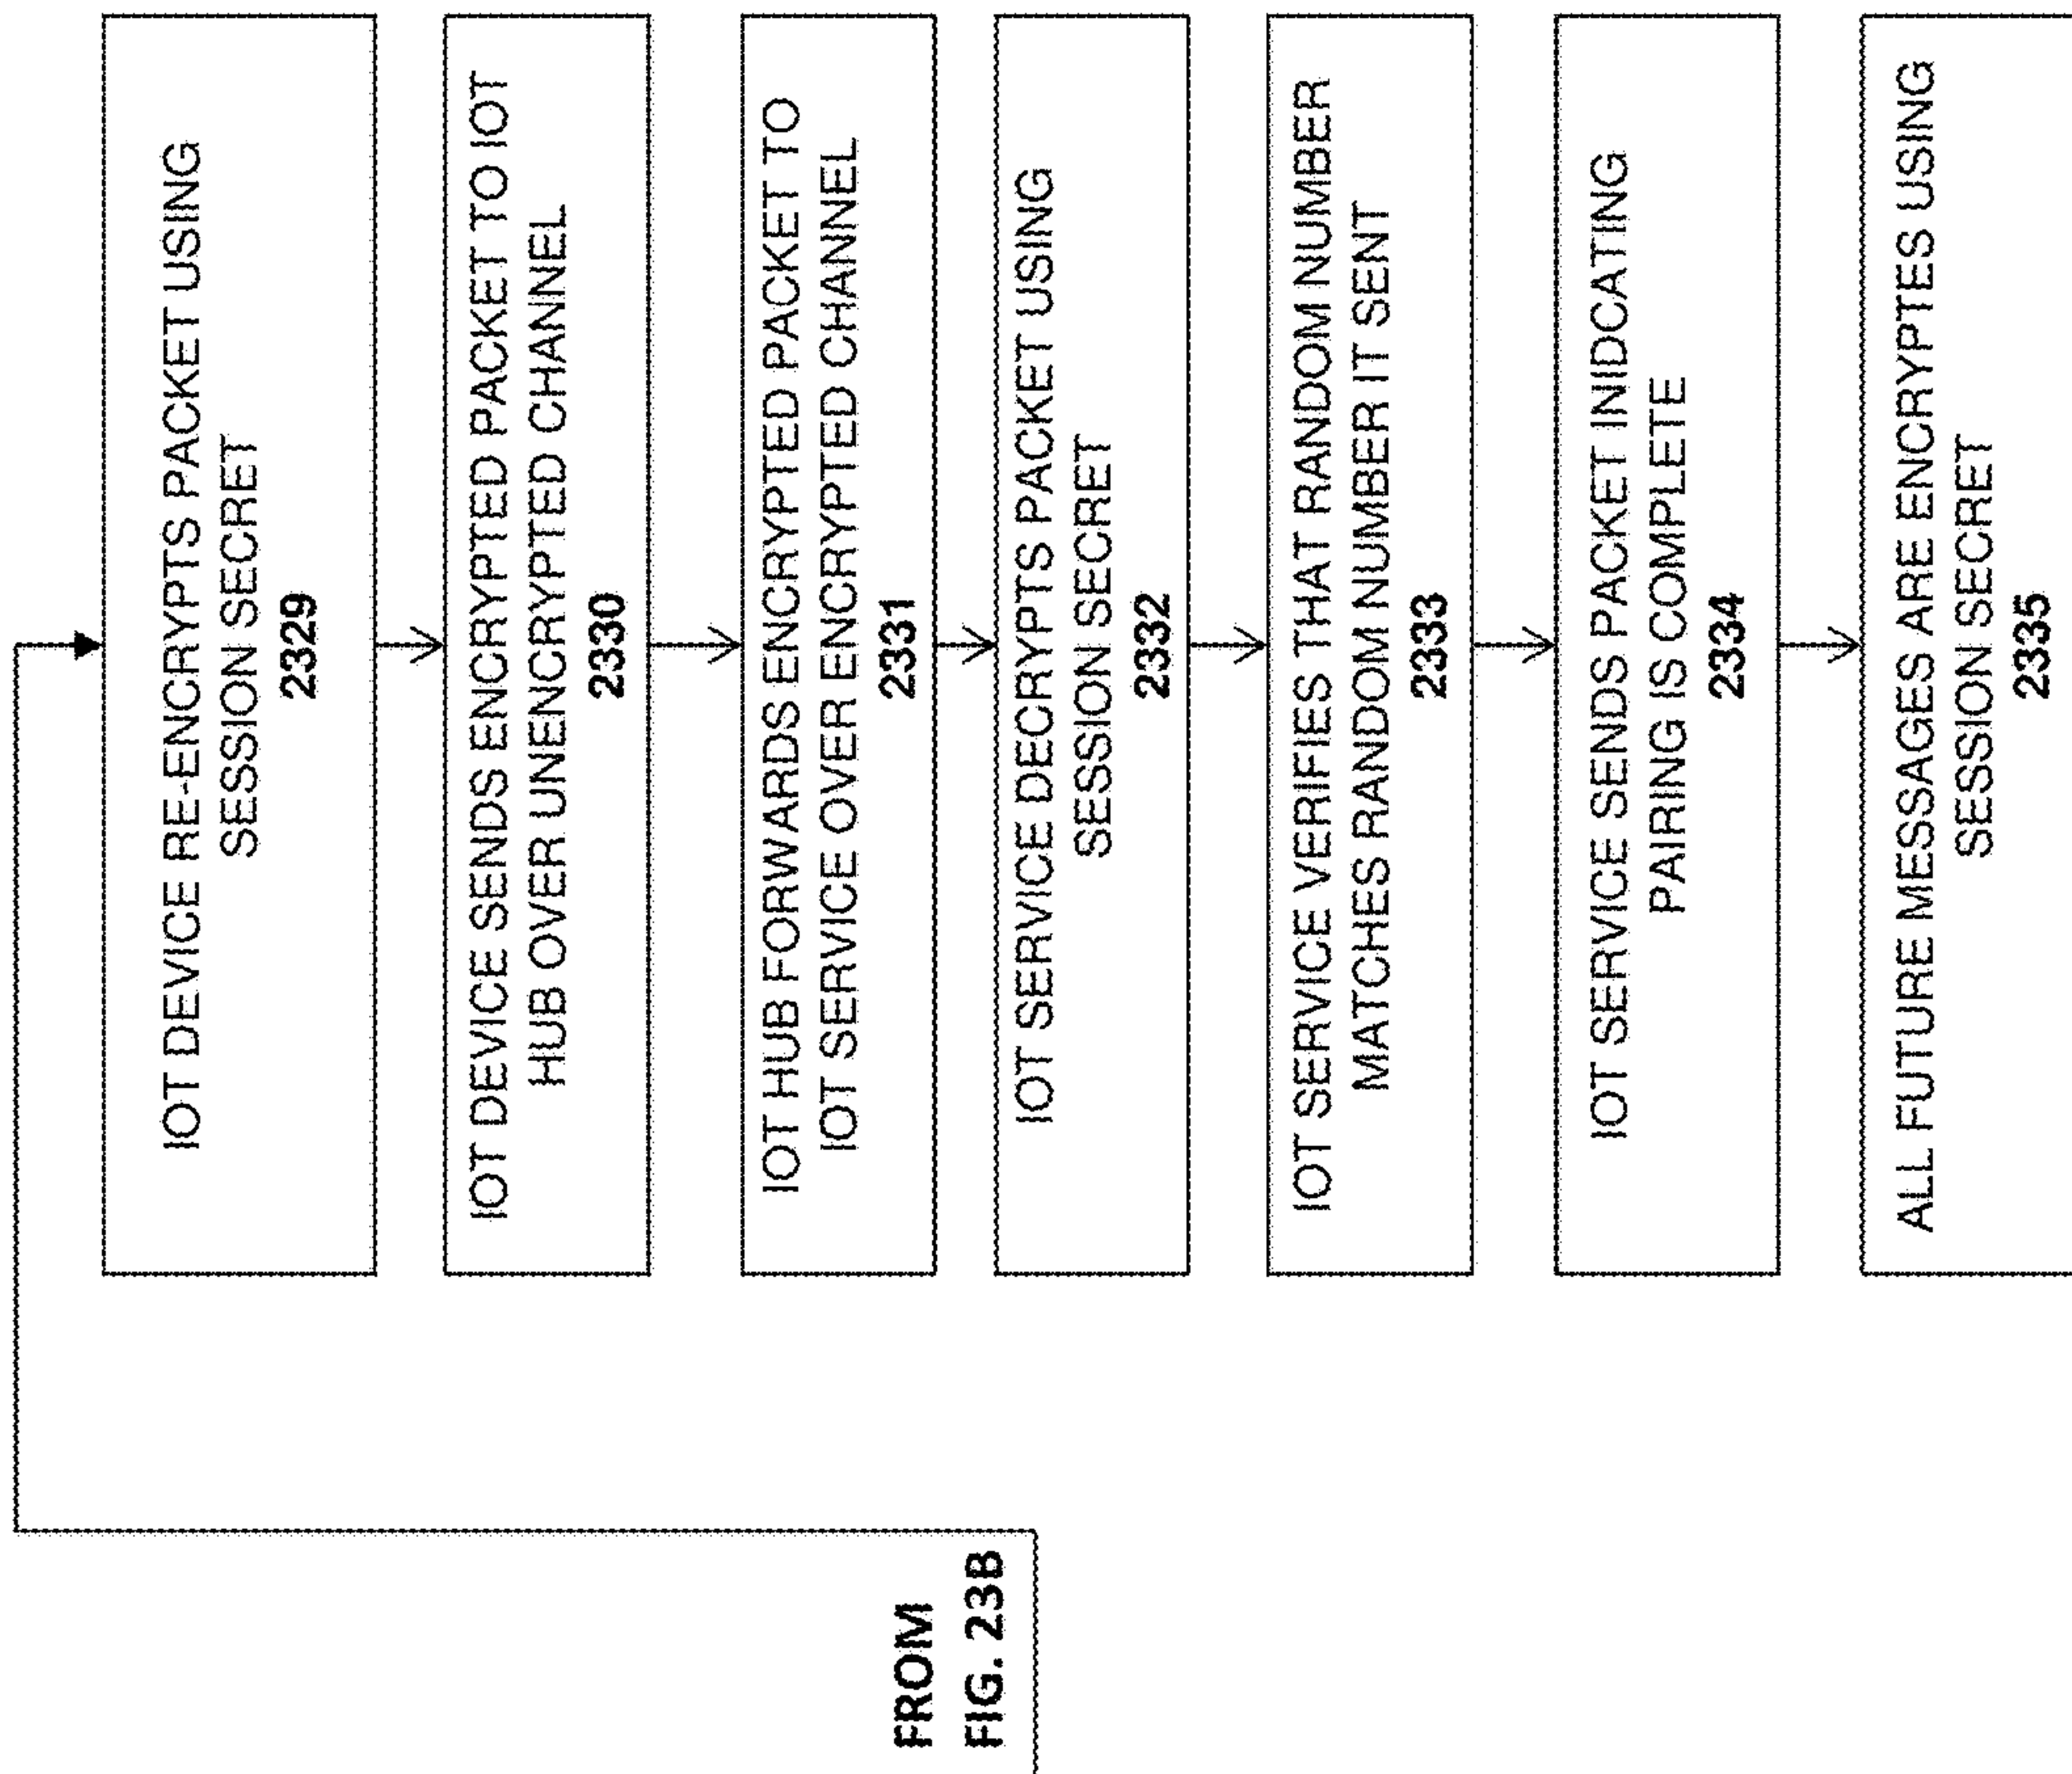 FROM
FIG. 23B
IOT DEVICE RE-ENCRYPTS PACKET USING
SESSION SECRET
2329
IOT DEVICE SENDS ENCRYPTED PACKET TO IOT
HUB OVER UNENCRYPTED CHANNEL
2330
IOT HUB FORWARDS ENCRYPTED PACKET TO
IOT SERVICE OVER ENCRYPTED CHANNEL
2331
IOT SERVICE DECRYPTS PACKET USING
SESSION SECRET
2332
IOT SERVICE VERIFIES THAT RANDOM NUMBER
MATCHES RANDOM NUMBER IT SENT
2333
IOT SERVICE SENDS PACKET INIDCATING
PAIRING IS COMPLETE
2334
ALL FUTURE MESSAGES ARE ENCRYPTES USING
SESSION SECRET
2335